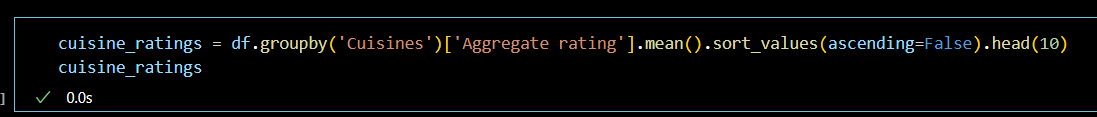 cuisine_ratings = df.groupby('Cuisines')['Aggregate rating'].mean().sort_values(ascending=False).head(10)
cuisine_ratings
] ✓ 0.0s